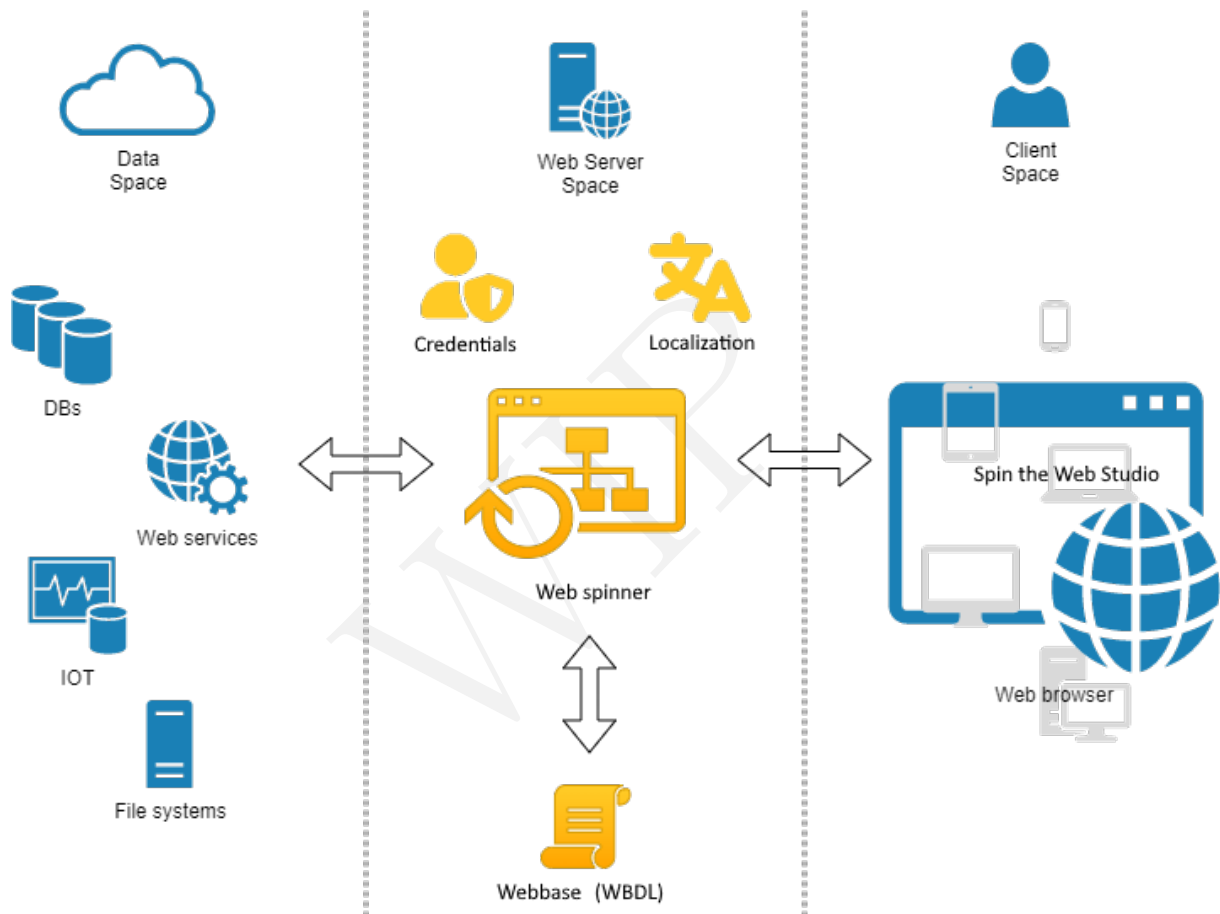 Data
Space
Web Server
Space
Client
Space
Credentials
Localization
DBs
Web services
Spin the Web Studio
Web spinner
IOT
Web browser
File systems
Webbase (WBDL)
WIP